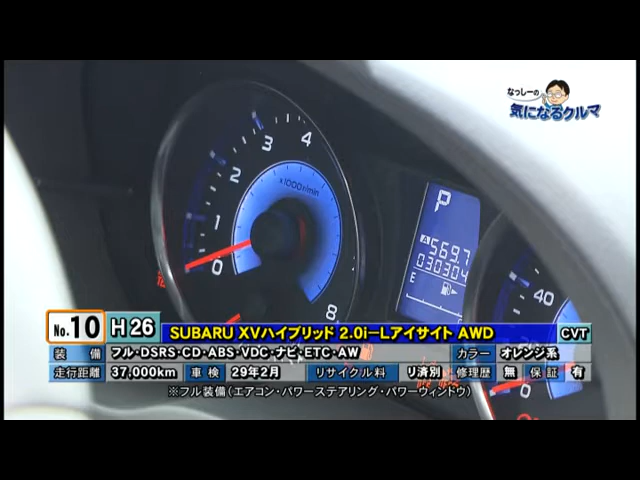 なっしーの
気になるクルマ
4
3
2
1
0
8
x1000r/min
P
A 569.7
E
40
0
No.10
H26
SUBARU XVハイブリッド 2.0i-Lアイサイト AWD
CVT
装備 フル・DSRS・CD・ABS・VDC・ナビ・ETC・AW カラー オレンジ系
走行距離 37,000km 車検 29年2月 リサイクル料 リ済別 修理歴 無 保証 有
※フル装備(エアコン・パワーステアリング・パワーウィンドウ)